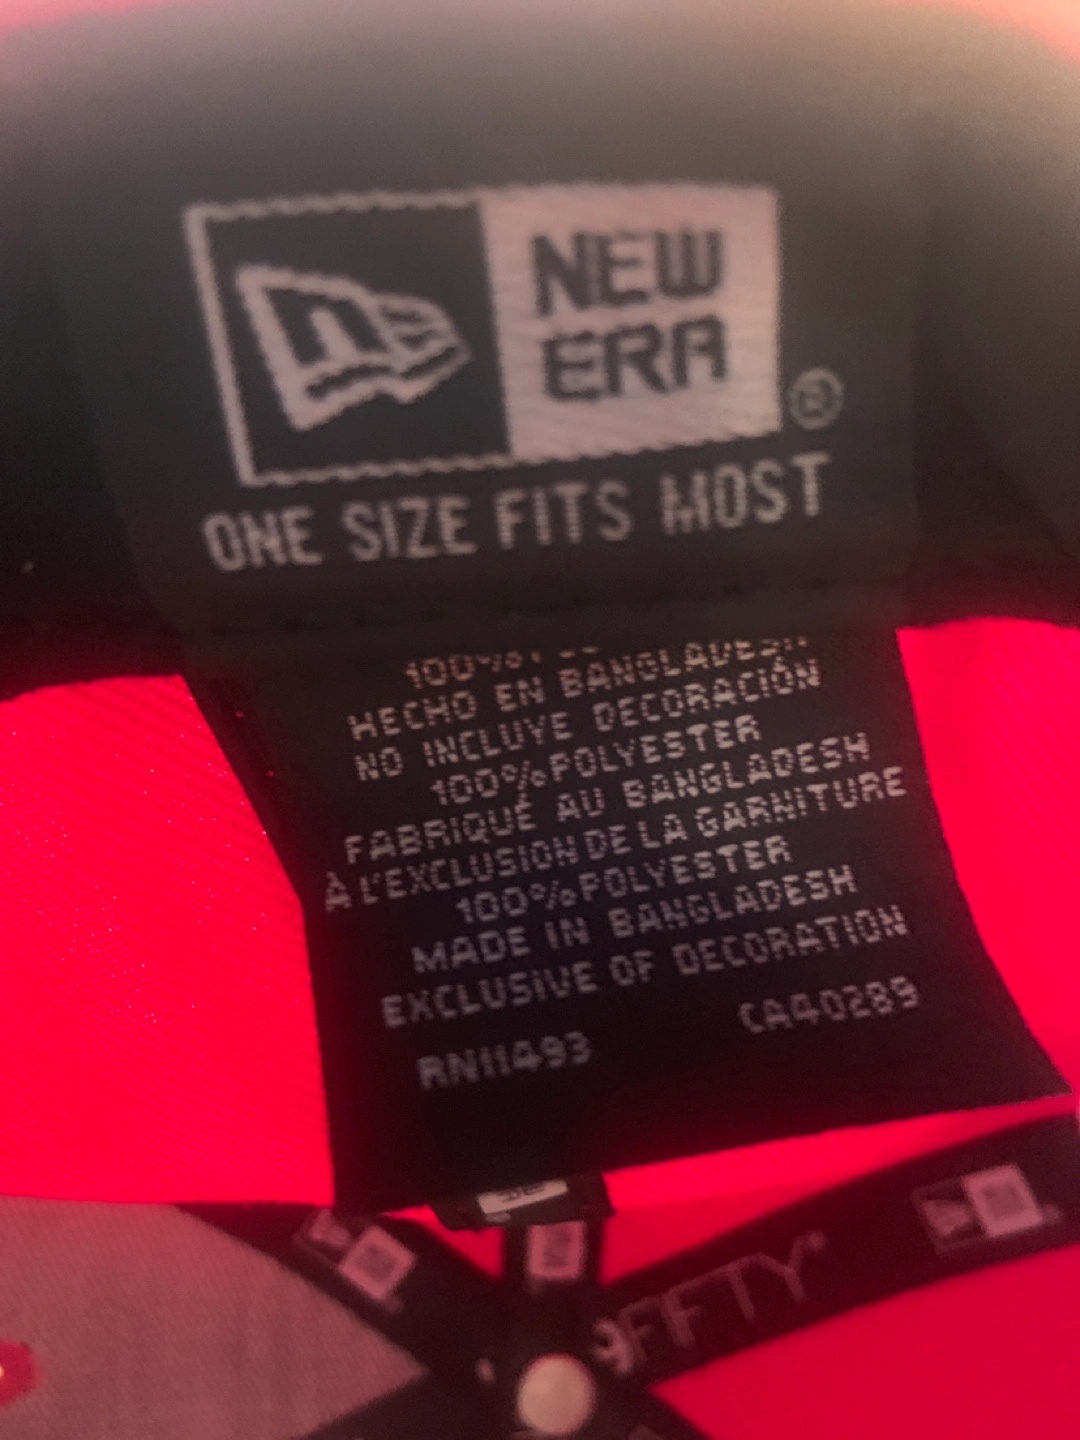 NEW
ERA
®
ONE SIZE FITS MOST
100%
HECHO EN BANGLADESH
NO INCLUYE DECORACIÓN
100% POLYESTER
FABRIQUÉ AU BANGLADESH
À L'EXCLUSION DE LA GARNITURE
100% POLYESTER
MADE IN BANGLADESH
EXCLUSIVE OF DECORATION
RN11493 CA40289
9FIFTY